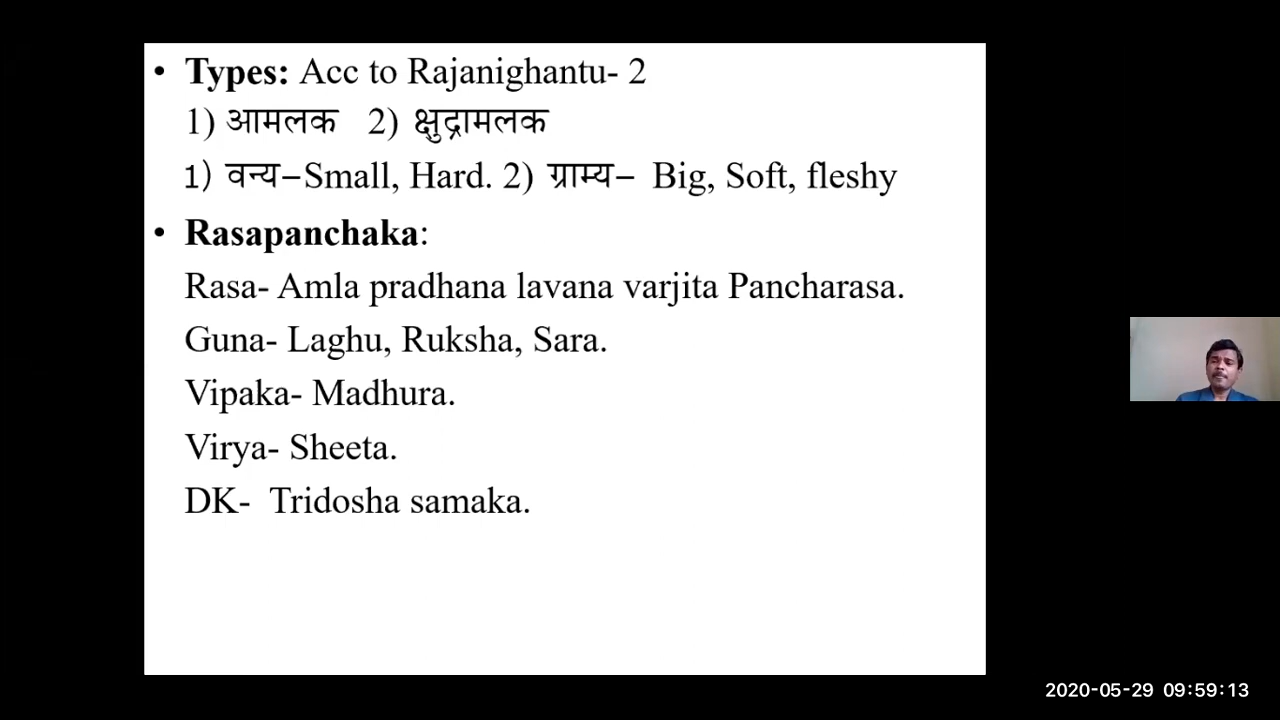 • Types: Acc to Rajanighantu- 2
1) आमलक 2) क्षुद्रामलक
1) वन्य–Small, Hard. 2) ग्राम्य– Big, Soft, fleshy
• Rasapanchaka:
Rasa- Amla pradhana lavana varjita Pancharasa.
Guna- Laghu, Ruksha, Sara.
Vipaka- Madhura.
Virya- Sheeta.
DK- Tridosha samaka.
2020-05-29 09:59:13